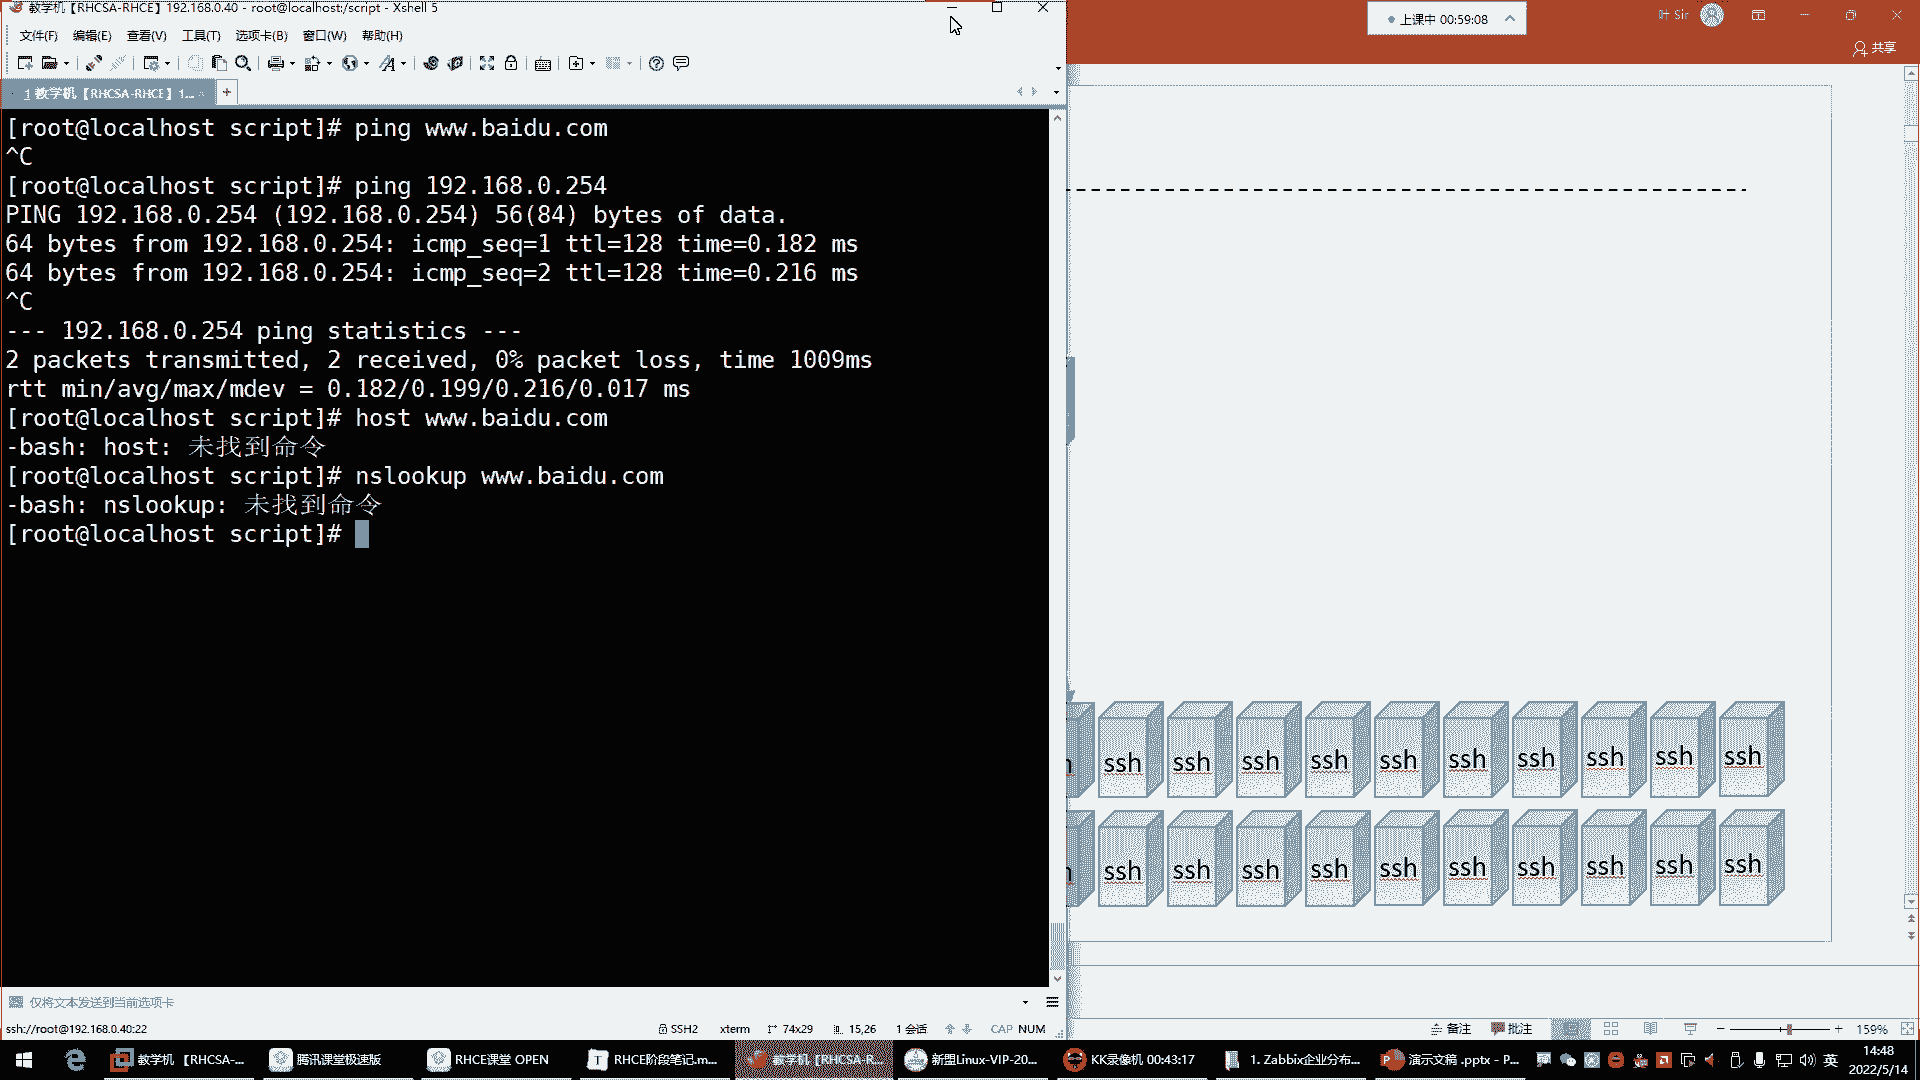 教学机【RHCSA-RHCE】192.168.0.40 - root@localhost:/script - Xshell 5
文件(F) 编辑(E) 查看(V) 工具(T) 选项卡(B) 窗口(W) 帮助(H)
1 教学机【RHCSA-RHCE】1...
[root@localhost script]# ping www.baidu.com
^C
[root@localhost script]# ping 192.168.0.254
PING 192.168.0.254 (192.168.0.254) 56(84) bytes of data.
64 bytes from 192.168.0.254: icmp_seq=1 ttl=128 time=0.182 ms
64 bytes from 192.168.0.254: icmp_seq=2 ttl=128 time=0.216 ms
^C
--- 192.168.0.254 ping statistics ---
2 packets transmitted, 2 received, 0% packet loss, time 1009ms
rtt min/avg/max/mdev = 0.182/0.199/0.216/0.017 ms
[root@localhost script]# host www.baidu.com
-bash: host: 未找到命令
[root@localhost script]# nslookup www.baidu.com
-bash: nslookup: 未找到命令
[root@localhost script]#
仅将文本发送到当前选项卡
ssh://root@192.168.0.40:22 SSH2 xterm 74x29 15,26 1 会话 CAP NUM
上课中 00:59:08
Sir
共享
ssh ssh ssh ssh ssh ssh ssh ssh ssh ssh
ssh ssh ssh ssh ssh ssh ssh ssh ssh ssh
备注 批注 159%
教学机 【RHCSA-... 腾讯课堂极速版 RHCE课堂 OPEN RHCE阶段笔记.m... 教学机【RHCSA-R... 新盟Linux-VIP-20... KK录像机 00:43:17 1. Zabbix企业分布... 演示文稿 .pptx - P... 英
14:48
2022/5/14